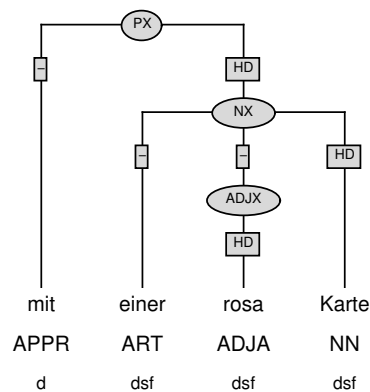 PX
– HD
NX
– – HD
ADJX
HD
mit einer rosa Karte
APPR ART ADJA NN
d dsf dsf dsf